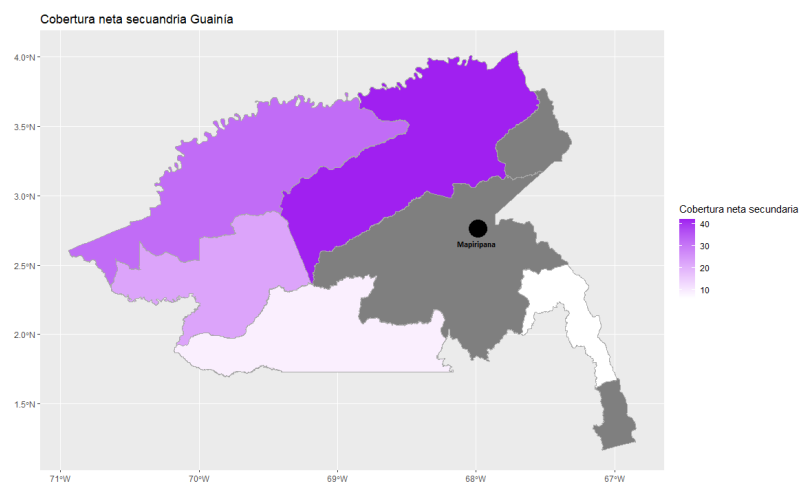 Cobertura neta secuandria Guainía
4.0°N
3.5°N
3.0°N
2.5°N
2.0°N
1.5°N
Mapiripana
71°W
70°W
69°W
68°W
67°W
Cobertura neta secundaria
40
30
20
10